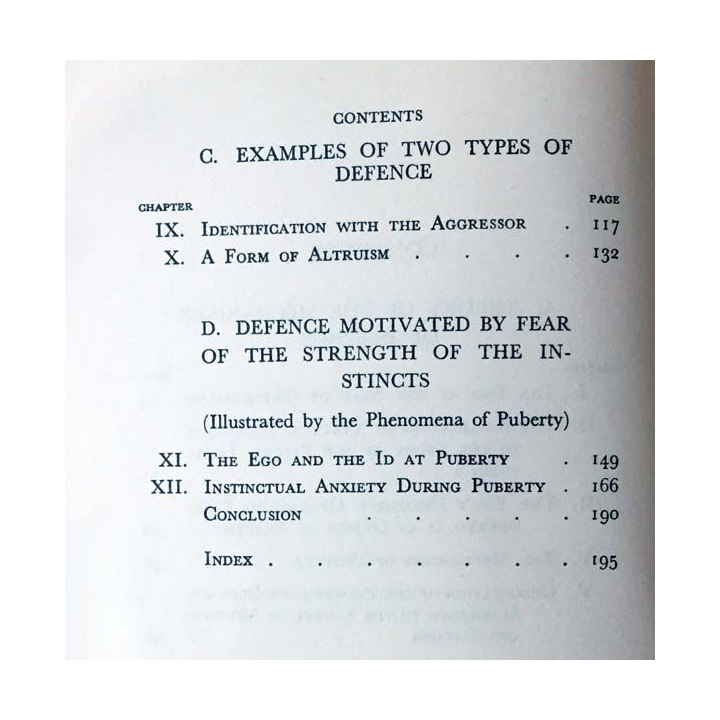 CONTENTS
C. EXAMPLES OF TWO TYPES OF
DEFENCE
CHAPTER PAGE
IX. IDENTIFICATION WITH THE AGGRESSOR . 117
X. A FORM OF ALTRUISM . . . . 132
D. DEFENCE MOTIVATED BY FEAR
OF THE STRENGTH OF THE IN-
STINCTS
(Illustrated by the Phenomena of Puberty)
XI. THE EGO AND THE ID AT PUBERTY . 149
XII. INSTINCTUAL ANXIETY DURING PUBERTY . 166
CONCLUSION . . . . . 190
INDEX . . . . . . . 195